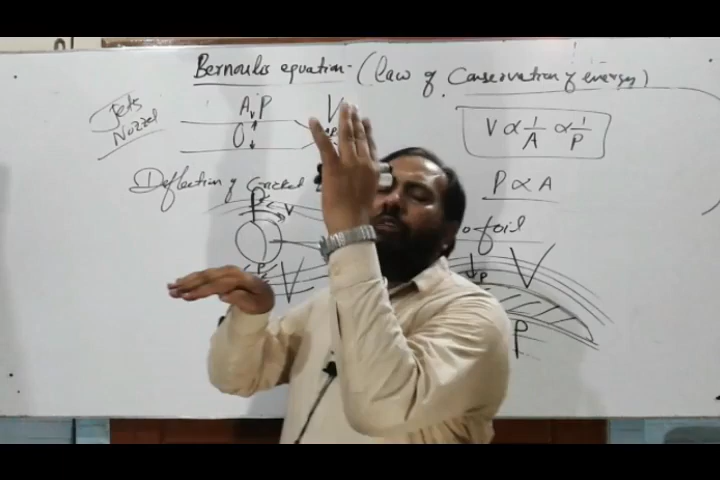 Bernoulis equation- (law of Conservation of energy)
Jets
Nozzel
A, P
V
V ∝ 1/A ∝ 1/P
P ∝ A
Deflection of Cricket
P
V
P
V
foil
P
V
P